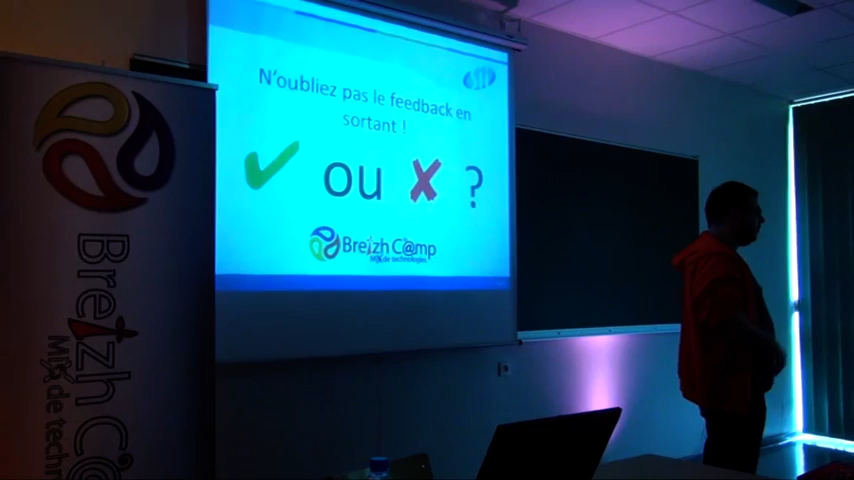 N'oubliez pas le feedback en
sortant !
ou
?
Breizh C@mp
Mix de technologies
Breizh C@
Mix de techn